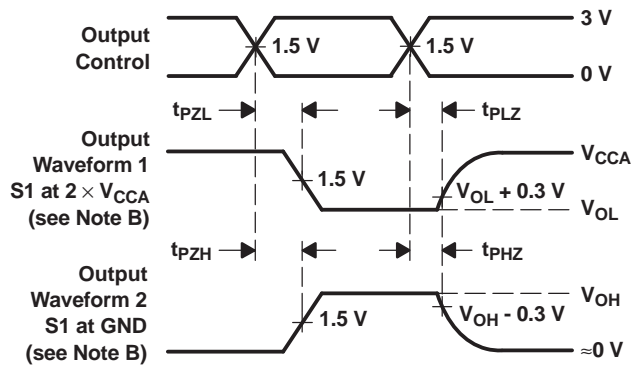 3 V
Output
Control
1.5 V
1.5 V
0 V
tPZL
tPLZ
Output
Waveform 1
S1 at 2 × VCCA
(see Note B)
VCCA
1.5 V
VOL + 0.3 V
VOL
tPZH
tPHZ
Output
Waveform 2
S1 at GND
(see Note B)
VOH
1.5 V
VOH - 0.3 V
≈0 V